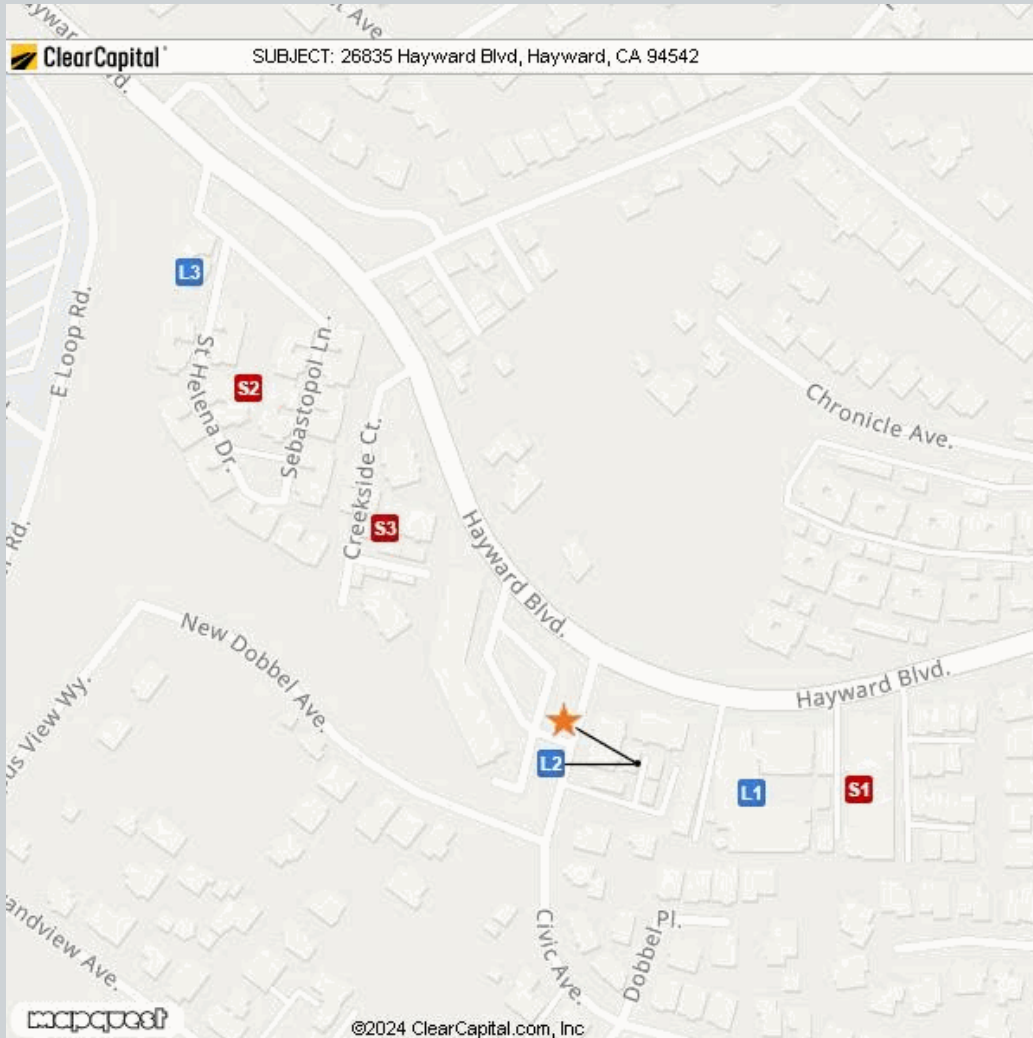 Ave.
ClearCapital
SUBJECT: 26835 Hayward Blvd, Hayward, CA 94542
E Loop Rd.
L3
St Helena Dr.
S2
Sebastopol Ln.
Creekside Ct.
S3
Chronicle Ave.
Hayward Blvd.
New Dobbel Ave.
Hayward Blvd.
L2
L1
S1
Civic Ave.
Dobbel Pl.
mapquest
©2024 ClearCapital.com, Inc